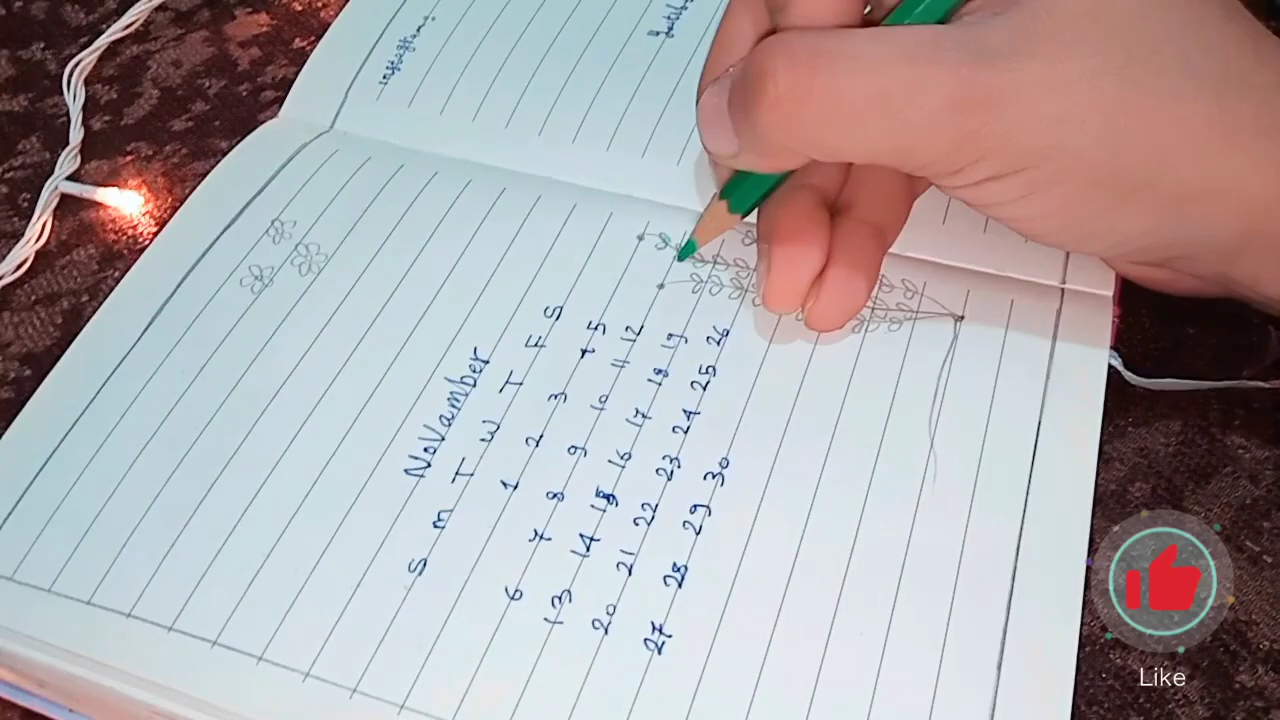 instagram
NoVamber
S m T W T F S
1 2 3 4 5
6 7 8 9 10 11 12
13 14 15 16 17 18 19
20 21 22 23 24 25 26
27 28 29 30
Like